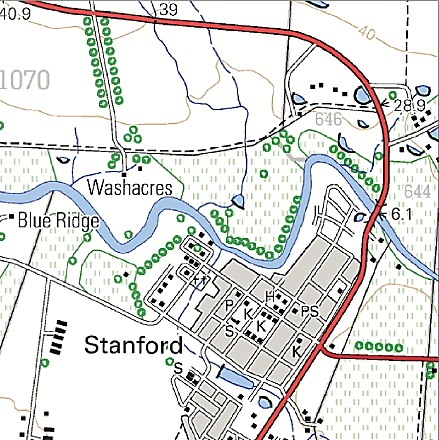 40.9
39
40
1070
28.9
646
Washacres
644
6.1
Blue Ridge
H
P
PS
K
K
S
K
Stanford
S